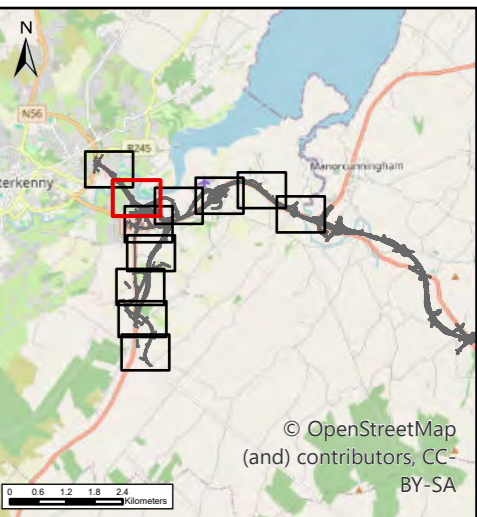 N
N56
R245
terkenny
Manorcunningham
© OpenStreetMap
(and) contributors, CC-
BY-SA
0 0.6 1.2 1.8 2.4
Kilometers